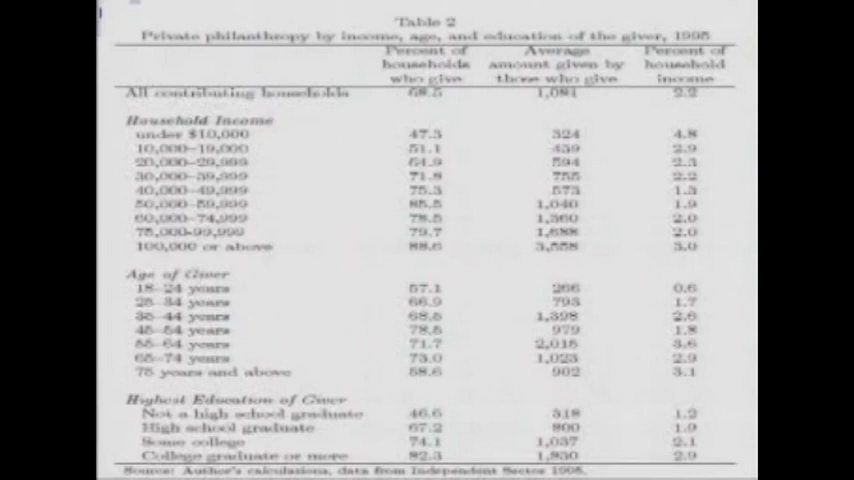 Table 2
Private philanthropy by income, age, and education of the giver, 1995
Percent of Average Percent of
households amount given by household
who give those who give income
All contributing households 68.5 1,081 2.2
Household Income
under $10,000 47.3 324 4.8
10,000–19,000 51.1 439 2.9
20,000–29,999 64.9 594 2.3
30,000–39,999 71.8 755 2.2
40,000–49,999 75.3 573 1.3
50,000–59,999 85.5 1,040 1.9
60,000–74,999 78.5 1,360 2.0
75,000-99,999 79.7 1,688 2.0
100,000 or above 88.6 3,558 3.0
Age of Giver
18–24 years 57.1 266 0.6
25–34 years 66.9 793 1.7
35–44 years 68.5 1,398 2.6
45–54 years 78.5 979 1.8
55–64 years 71.7 2,015 3.6
65–74 years 73.0 1,023 2.9
75 years and above 58.6 902 3.1
Highest Education of Giver
Not a high school graduate 46.6 318 1.2
High school graduate 67.2 800 1.9
Some college 74.1 1,037 2.1
College graduate or more 82.3 1,830 2.9
Source: Author's calculations, data from Independent Sector 1995.